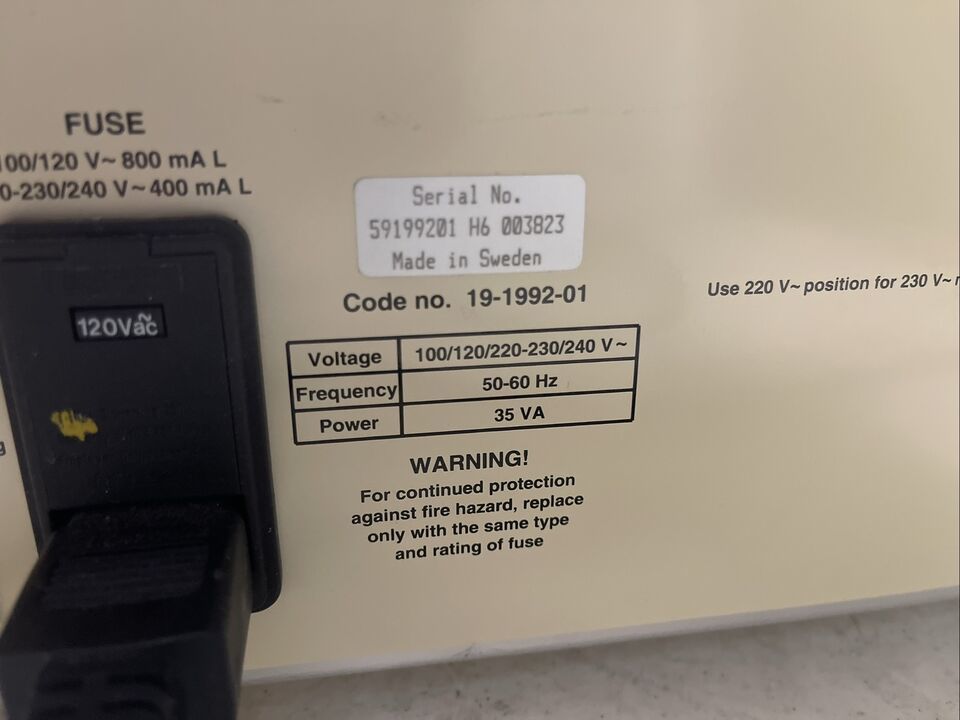 FUSE
100/120 V~ 800 mA L
0-230/240 V~ 400 mA L
120Vac
g
Serial No.
59199201 H6 003823
Made in Sweden
Code no. 19-1992-01
Voltage 100/120/220-230/240 V~
Frequency 50-60 Hz
Power 35 VA
WARNING!
For continued protection
against fire hazard, replace
only with the same type
and rating of fuse
Use 220 V~ position for 230 V~